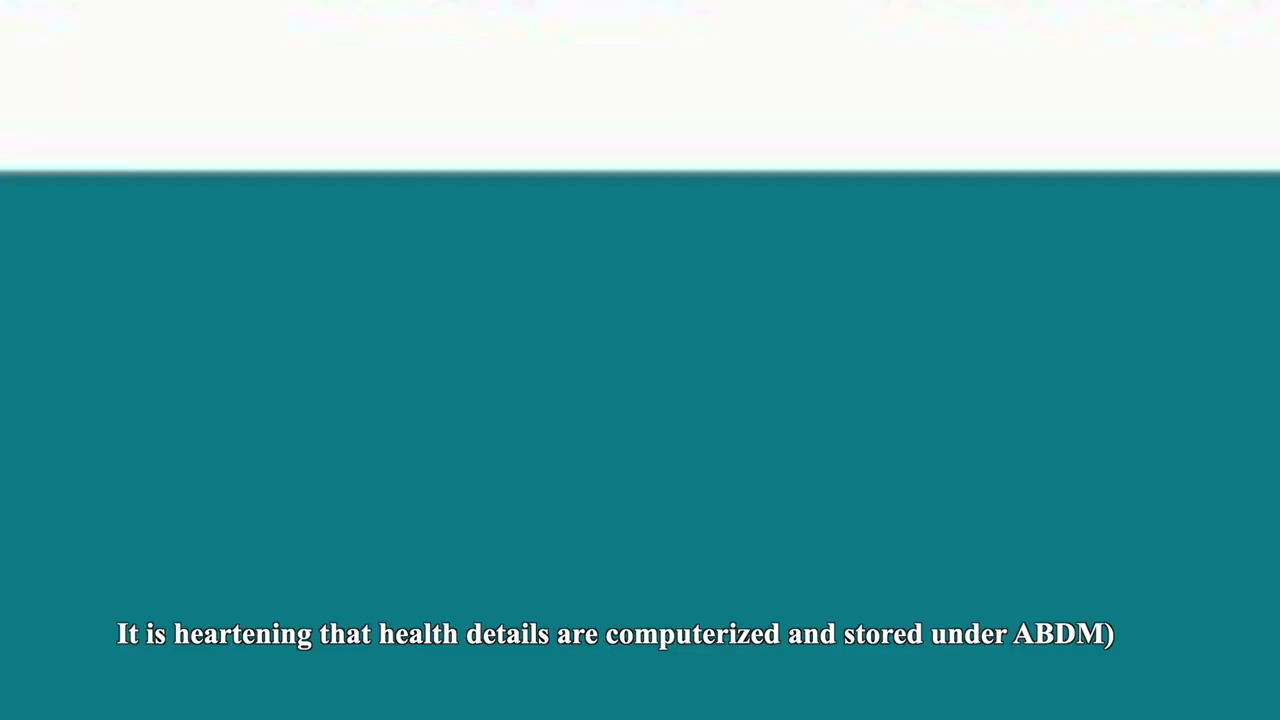 It is heartening that health details are computerized and stored under ABDM)